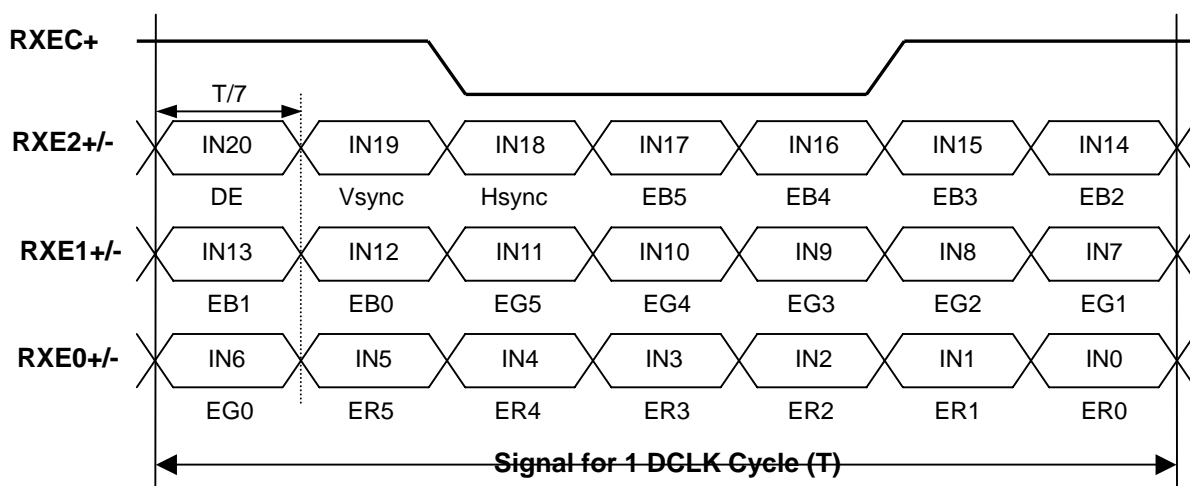 RXEC+
T/7
RXE2+/- IN20 IN19 IN18 IN17 IN16 IN15 IN14
DE Vsync Hsync EB5 EB4 EB3 EB2
RXE1+/- IN13 IN12 IN11 IN10 IN9 IN8 IN7
EB1 EB0 EG5 EG4 EG3 EG2 EG1
RXE0+/- IN6 IN5 IN4 IN3 IN2 IN1 IN0
EG0 ER5 ER4 ER3 ER2 ER1 ER0
Signal for 1 DCLK Cycle (T)